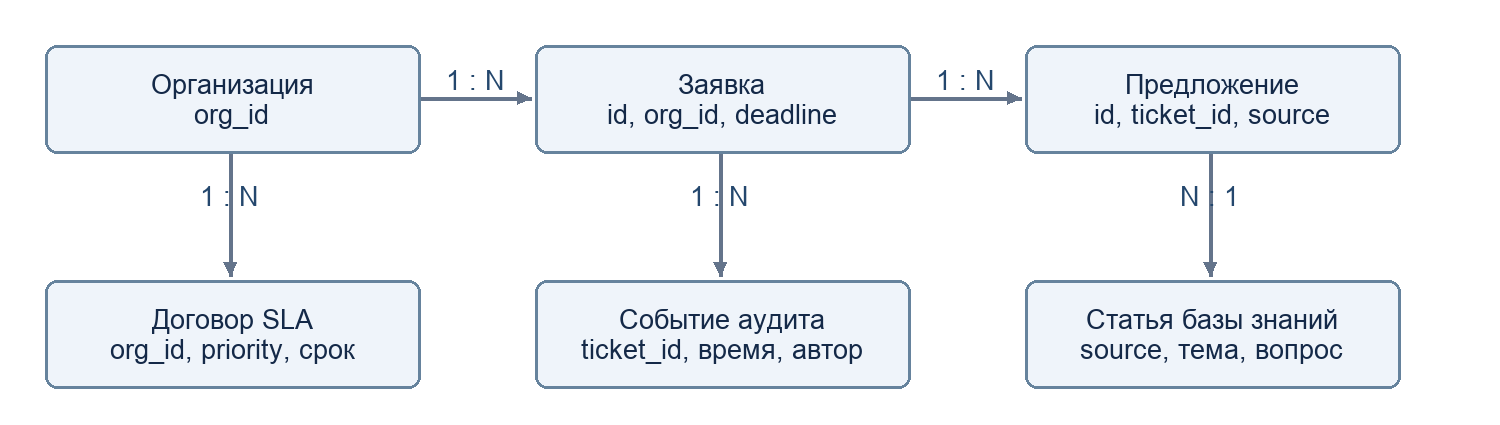 Организация
org_id
1 : N
Заявка
id, org_id, deadline
1 : N
Предложение
id, ticket_id, source
1 : N
1 : N
N : 1
Договор SLA
org_id, priority, срок
Событие аудита
ticket_id, время, автор
Статья базы знаний
source, тема, вопрос